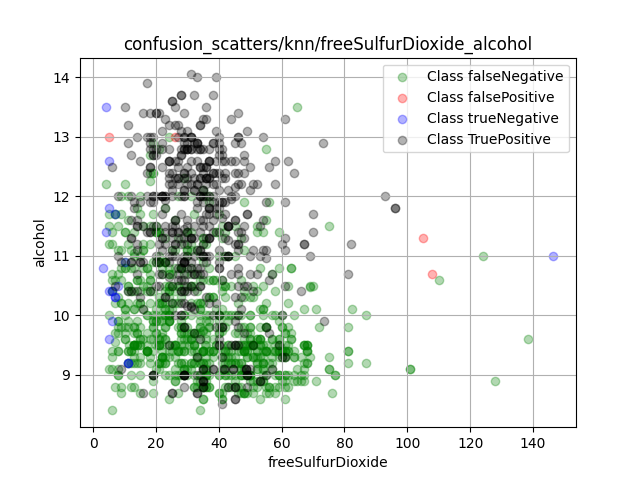 confusion_scatters/knn/freeSulfurDioxide_alcohol
Class falseNegative
Class falsePositive
Class trueNegative
Class TruePositive
alcohol
14
13
12
11
10
9
0 20 40 60 80 100 120 140
freeSulfurDioxide